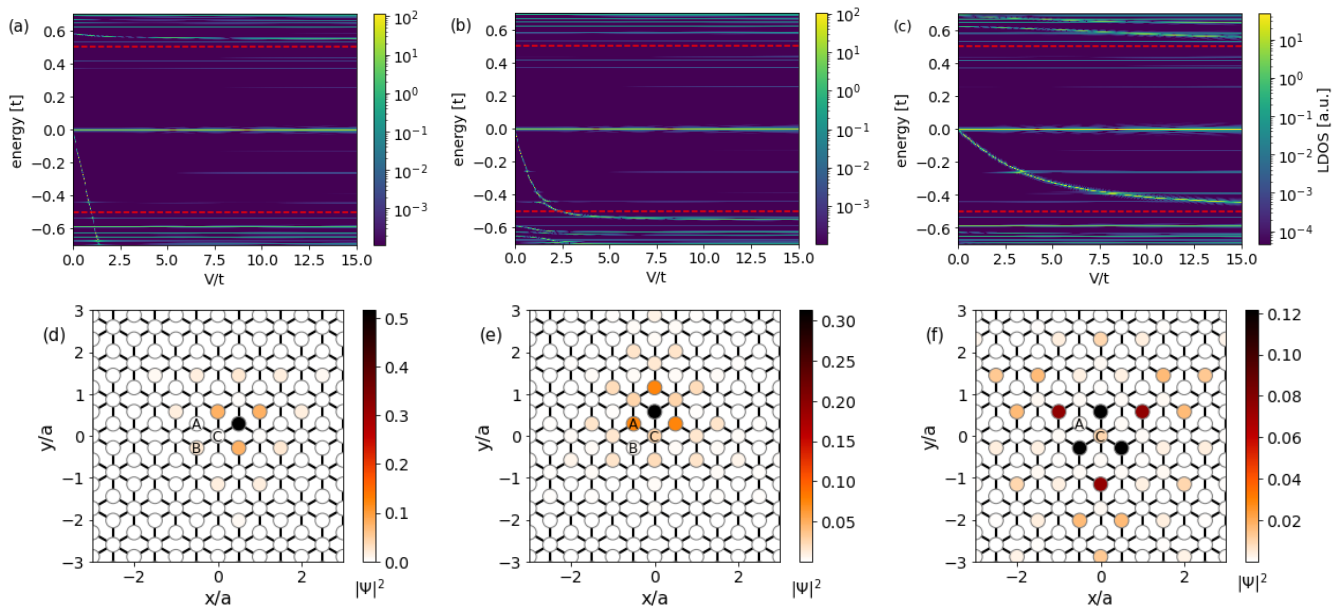 (a)
energy [t]
0.6
0.4
0.2
0.0
−0.2
−0.4
−0.6
0.0 2.5 5.0 7.5 10.0 12.5 15.0
V/t
10²
10¹
10⁰
10⁻¹
10⁻²
10⁻³
(b)
energy [t]
0.6
0.4
0.2
0.0
−0.2
−0.4
−0.6
0.0 2.5 5.0 7.5 10.0 12.5 15.0
V/t
10²
10¹
10⁰
10⁻¹
10⁻²
10⁻³
(c)
energy [t]
0.6
0.4
0.2
0.0
−0.2
−0.4
−0.6
0.0 2.5 5.0 7.5 10.0 12.5 15.0
V/t
10¹
10⁰
10⁻¹
10⁻²
10⁻³
10⁻⁴
LDOS [a.u.]
(d)
y/a
3
2
1
0
−1
−2
−3
A
C
B
−2 0 2
x/a
0.5
0.4
0.3
0.2
0.1
0.0
|Ψ|²
(e)
y/a
3
2
1
0
−1
−2
−3
A
C
B
−2 0 2
x/a
0.30
0.25
0.20
0.15
0.10
0.05
|Ψ|²
(f)
y/a
3
2
1
0
−1
−2
−3
A
C
−2 0 2
x/a
0.12
0.10
0.08
0.06
0.04
0.02
|Ψ|²